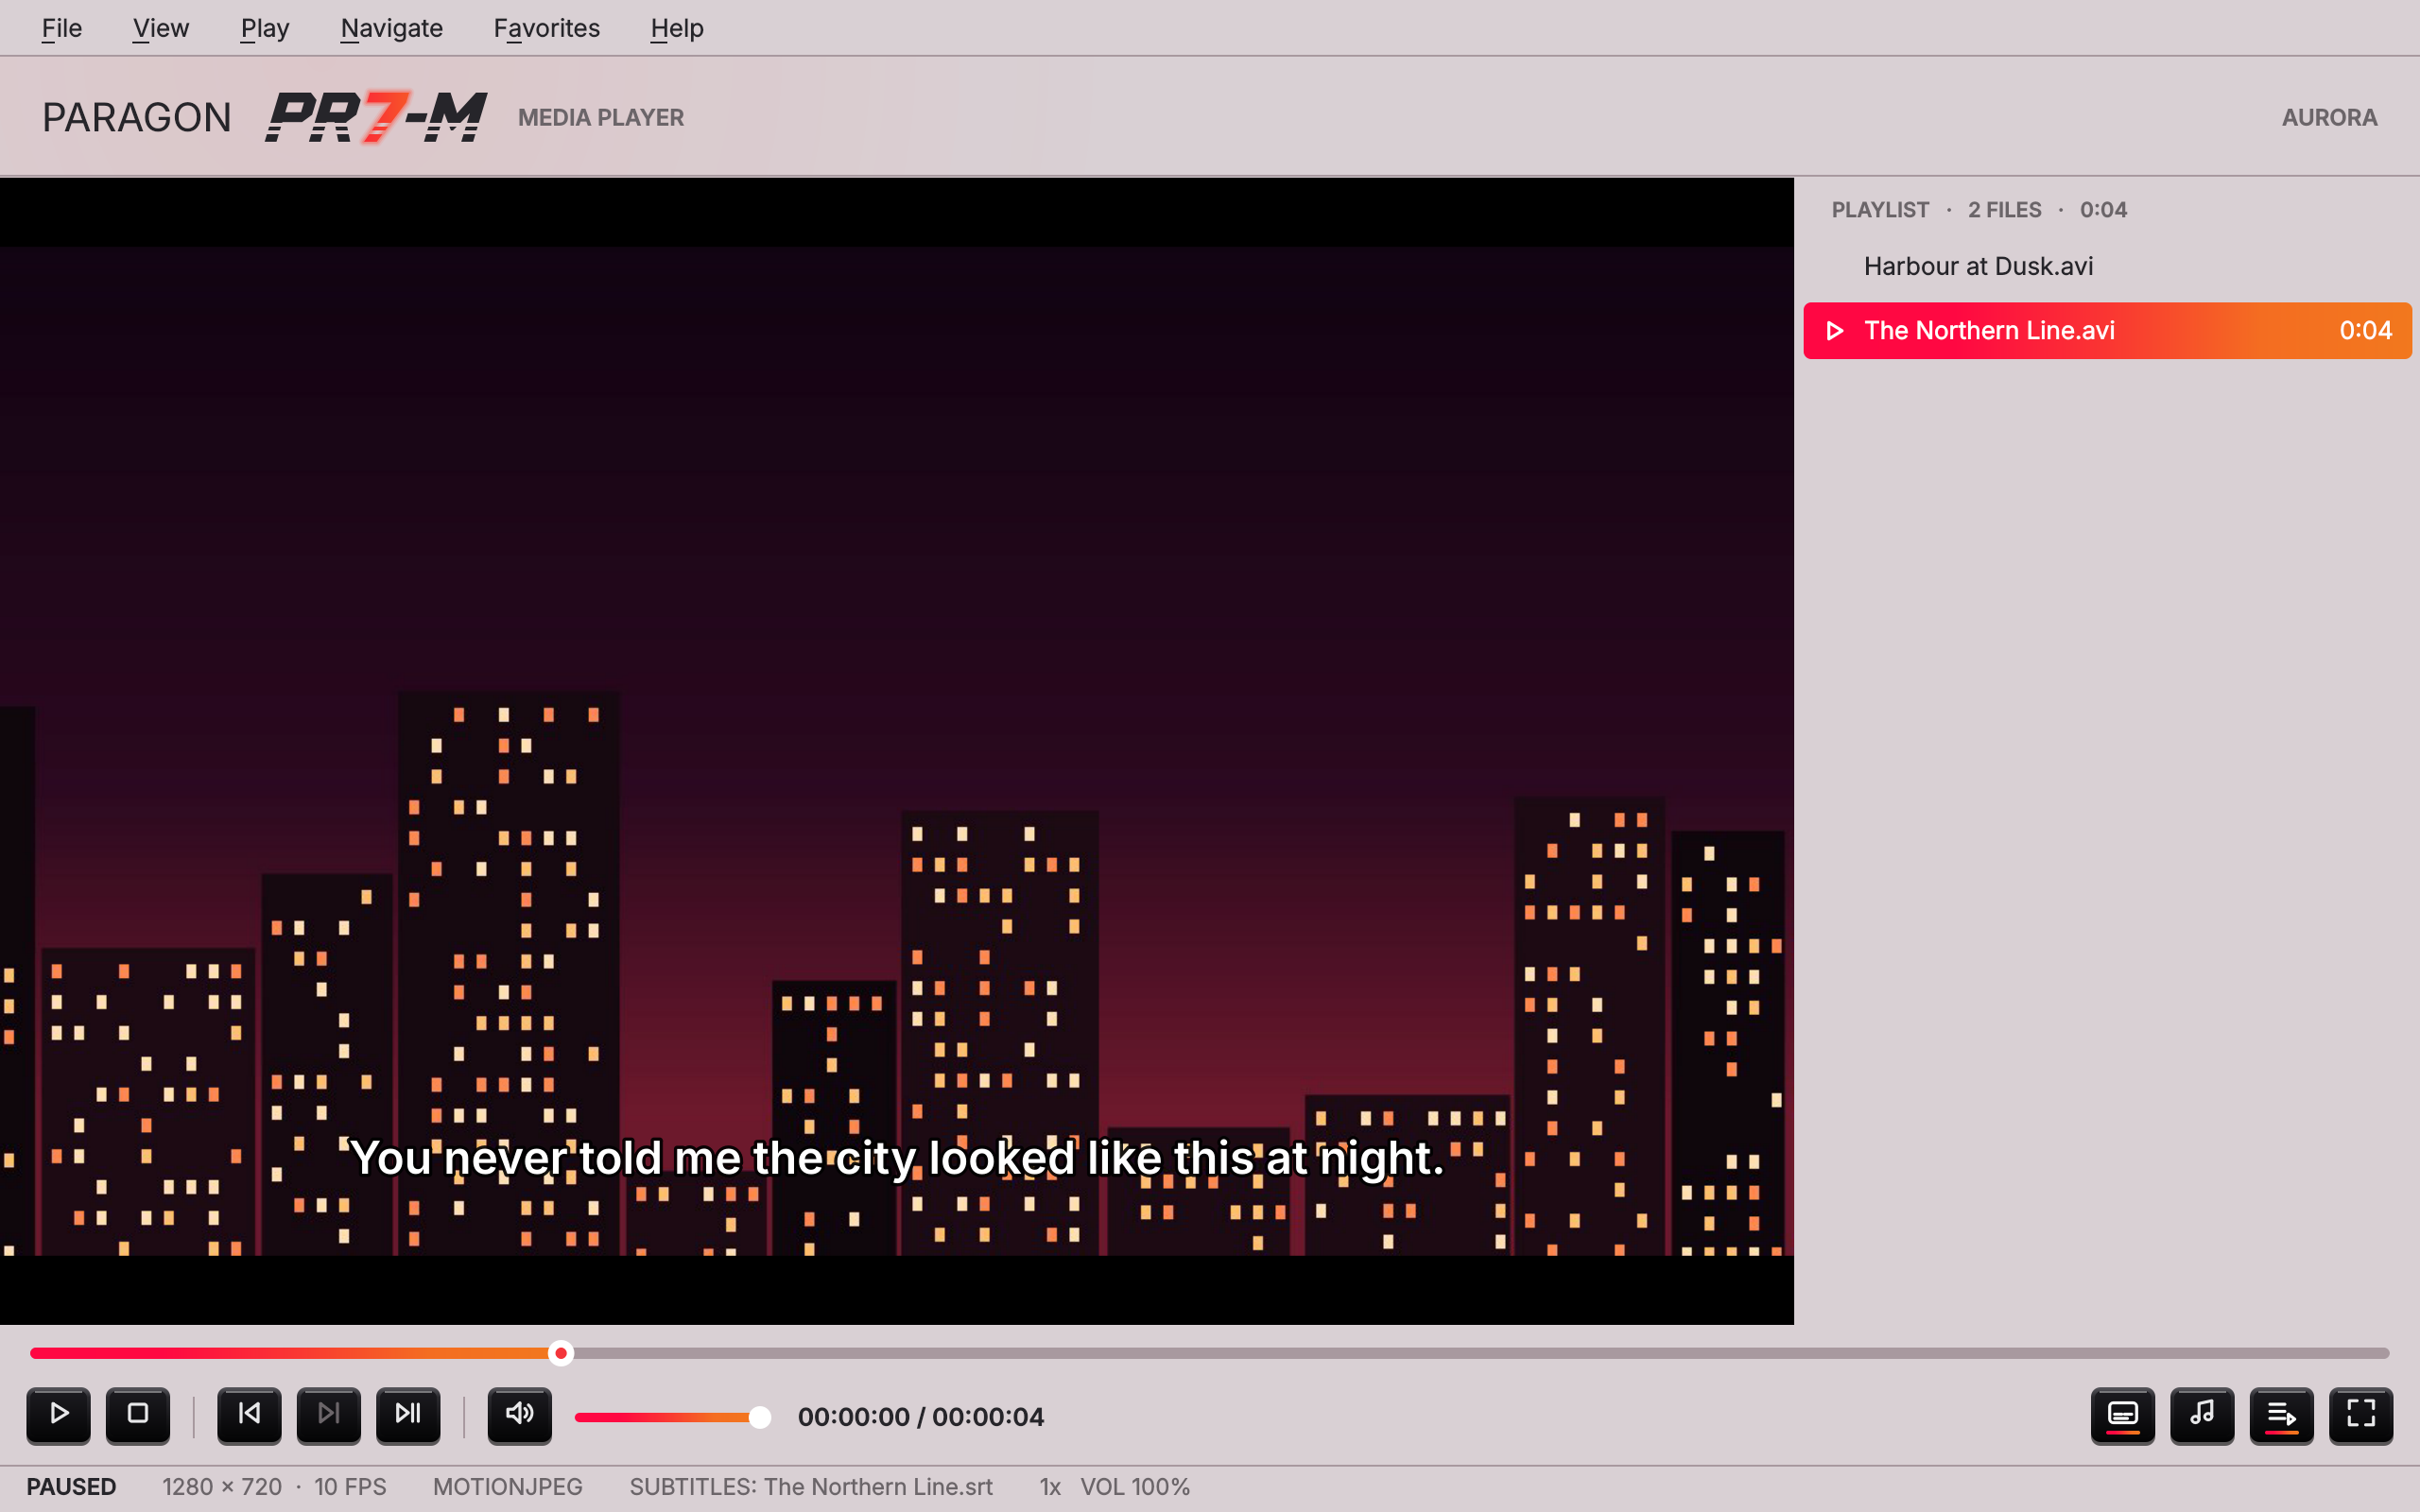 File View Play Navigate Favorites Help
PARAGON PR7-M MEDIA PLAYER AURORA
PLAYLIST · 2 FILES · 0:04
Harbour at Dusk.avi
The Northern Line.avi 0:04
You never told me the city looked like this at night.
00:00:00 / 00:00:04
PAUSED 1280 × 720 · 10 FPS MOTIONJPEG SUBTITLES: The Northern Line.srt 1x VOL 100%